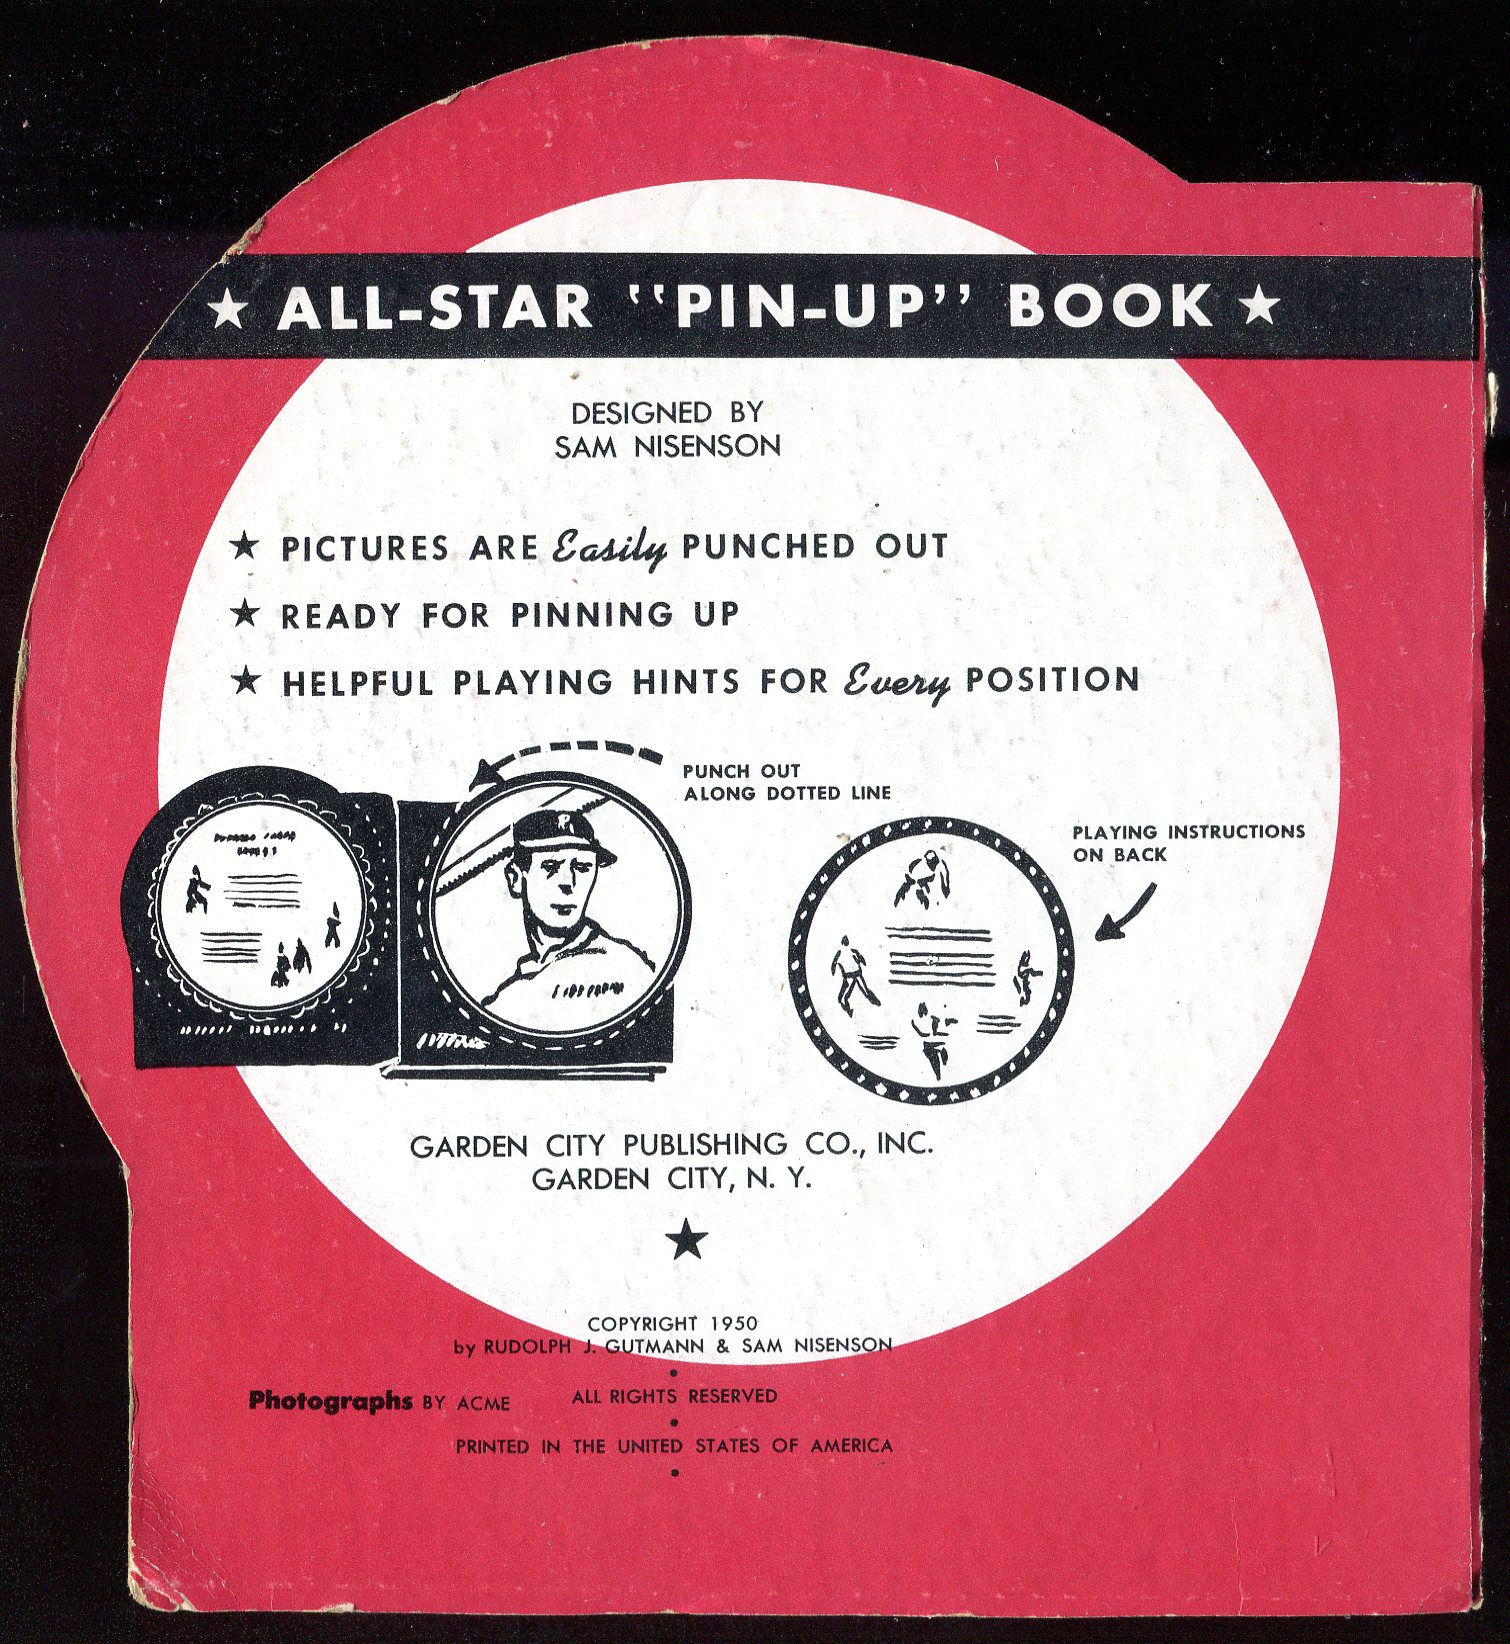 ★ ALL-STAR "PIN-UP" BOOK ★
DESIGNED BY
SAM NISENSON
★ PICTURES ARE Easily PUNCHED OUT
★ READY FOR PINNING UP
★ HELPFUL PLAYING HINTS FOR Every POSITION
PUNCH OUT
ALONG DOTTED LINE
PLAYING INSTRUCTIONS
ON BACK
GARDEN CITY PUBLISHING CO., INC.
GARDEN CITY, N. Y.
★
COPYRIGHT 1950
by RUDOLPH J. GUTMANN & SAM NISENSON
•
Photographs BY ACME
ALL RIGHTS RESERVED
•
PRINTED IN THE UNITED STATES OF AMERICA
•